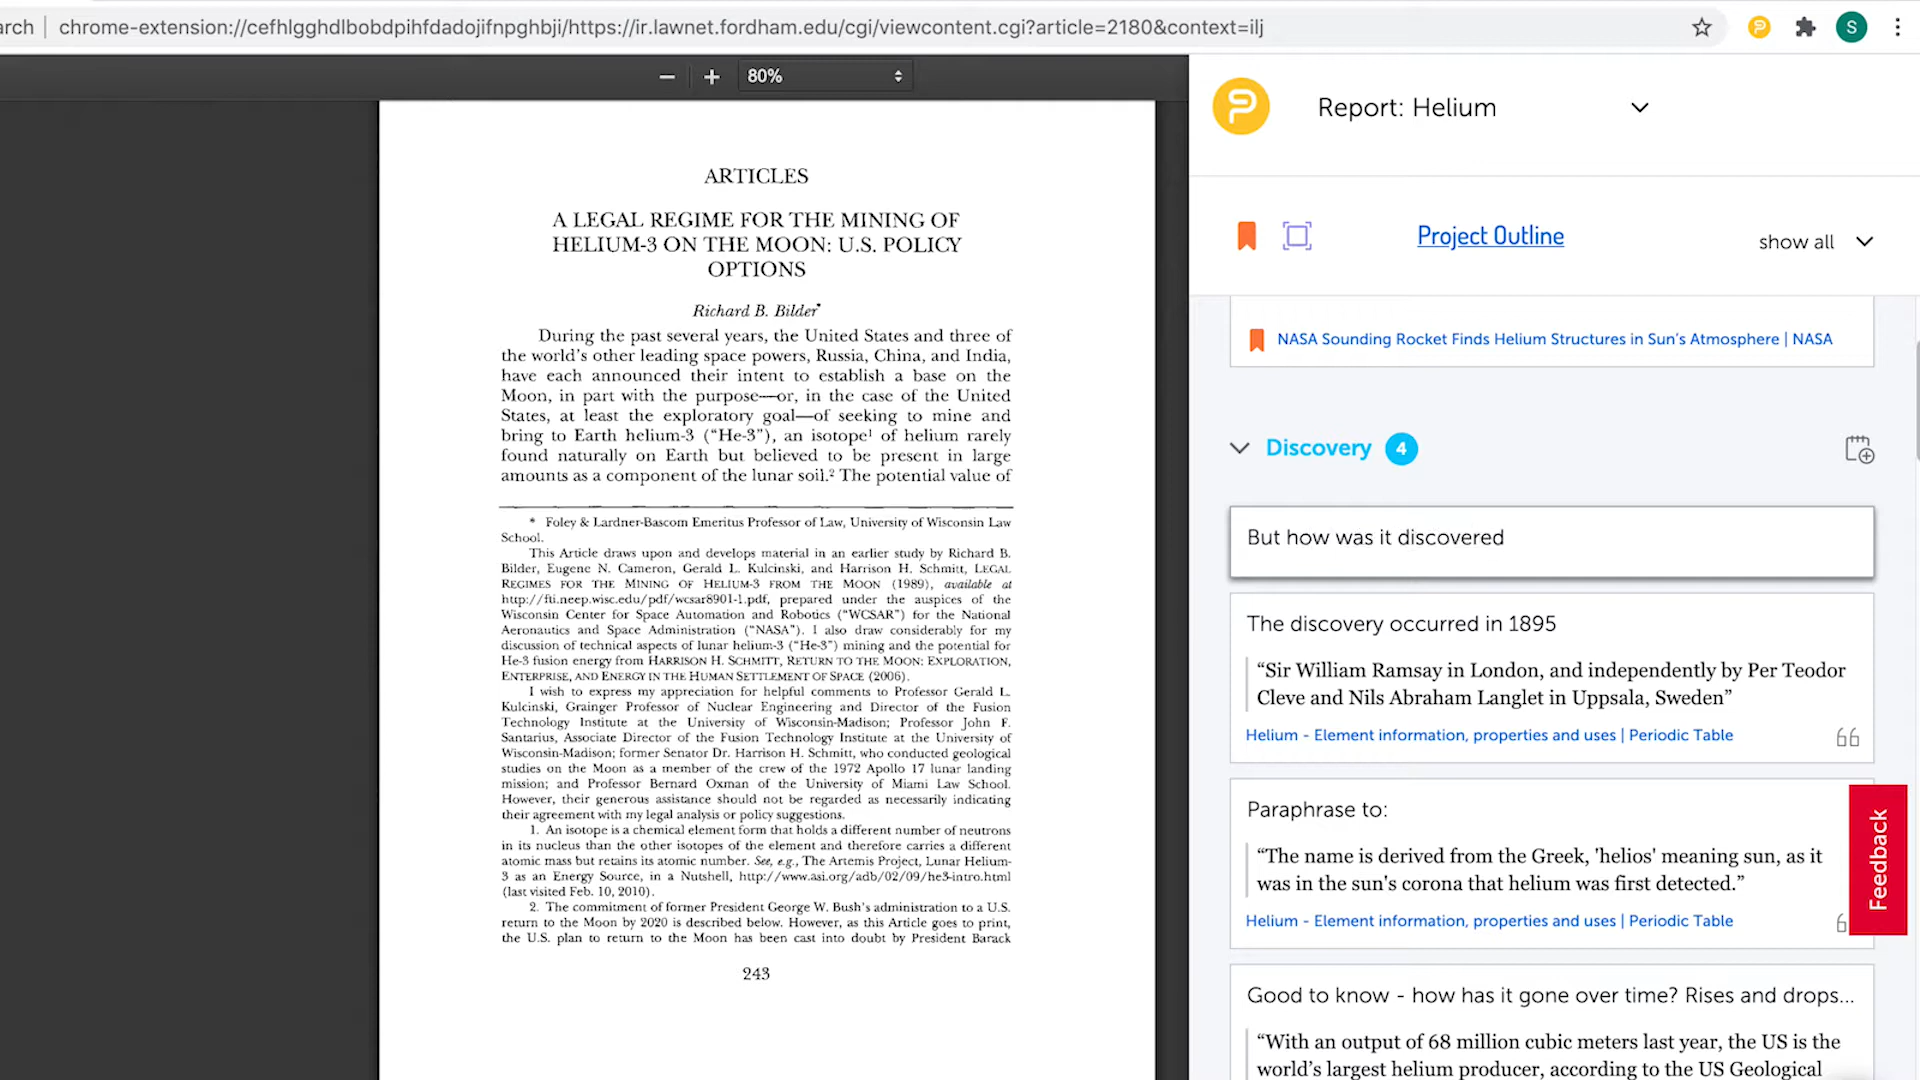 arch
chrome-extension://cefhlgghdlbobdpihfdadojifnpghbji/https://ir.lawnet.fordham.edu/cgi/viewcontent.cgi?article=2180&context=ilj
S
80%
ARTICLES
A LEGAL REGIME FOR THE MINING OF
HELIUM-3 ON THE MOON: U.S. POLICY
OPTIONS
Richard B. Bilder*
During the past several years, the United States and three of
the world's other leading space powers, Russia, China, and India,
have each announced their intent to establish a base on the
Moon, in part with the purpose—or, in the case of the United
States, at least the exploratory goal—of seeking to mine and
bring to Earth helium-3 ("He-3"), an isotope¹ of helium rarely
found naturally on Earth but believed to be present in large
amounts as a component of the lunar soil.² The potential value of
* Foley & Lardner-Bascom Emeritus Professor of Law, University of Wisconsin Law
School.
This Article draws upon and develops material in an earlier study by Richard B.
Bilder, Eugene N. Cameron, Gerald L. Kulcinski, and Harrison H. Schmitt, LEGAL
REGIMES FOR THE MINING OF HELIUM-3 FROM THE MOON (1989), available at
http://fti.neep.wisc.edu/pdf/wcsar8901-1.pdf, prepared under the auspices of the
Wisconsin Center for Space Automation and Robotics ("WCSAR") for the National
Aeronautics and Space Administration ("NASA"). I also draw considerably for my
discussion of technical aspects of lunar helium-3 ("He-3") mining and the potential for
He-3 fusion energy from HARRISON H. SCHMITT, RETURN TO THE MOON: EXPLORATION,
ENTERPRISE, AND ENERGY IN THE HUMAN SETTLEMENT OF SPACE (2006).
I wish to express my appreciation for helpful comments to Professor Gerald L.
Kulcinski, Grainger Professor of Nuclear Engineering and Director of the Fusion
Technology Institute at the University of Wisconsin-Madison; Professor John F.
Santarius, Associate Director of the Fusion Technology Institute at the University of
Wisconsin-Madison; former Senator Dr. Harrison H. Schmitt, who conducted geological
studies on the Moon as a member of the crew of the 1972 Apollo 17 lunar landing
mission; and Professor Bernard Oxman of the University of Miami Law School.
However, their generous assistance should not be regarded as necessarily indicating
their agreement with my legal analysis or policy suggestions.
1. An isotope is a chemical element form that holds a different number of neutrons
in its nucleus than the other isotopes of the element and therefore carries a different
atomic mass but retains its atomic number. See, e.g., The Artemis Project, Lunar Helium-
3 as an Energy Source, in a Nutshell, http://www.asi.org/adb/02/09/he3-intro.html
(last visited Feb. 10, 2010).
2. The commitment of former President George W. Bush's administration to a U.S.
return to the Moon by 2020 is described below. However, as this Article goes to print,
the U.S. plan to return to the Moon has been cast into doubt by President Barack
243
Report: Helium
Project Outline
show all
NASA Sounding Rocket Finds Helium Structures in Sun's Atmosphere | NASA
Discovery 4
But how was it discovered
The discovery occurred in 1895
“Sir William Ramsay in London, and independently by Per Teodor
Cleve and Nils Abraham Langlet in Uppsala, Sweden”
Helium - Element information, properties and uses | Periodic Table
Paraphrase to:
“The name is derived from the Greek, 'helios' meaning sun, as it
was in the sun's corona that helium was first detected.”
Helium - Element information, properties and uses | Periodic Table
Feedback
Good to know - how has it gone over time? Rises and drops...
“With an output of 68 million cubic meters last year, the US is the
world's largest helium producer, according to the US Geological